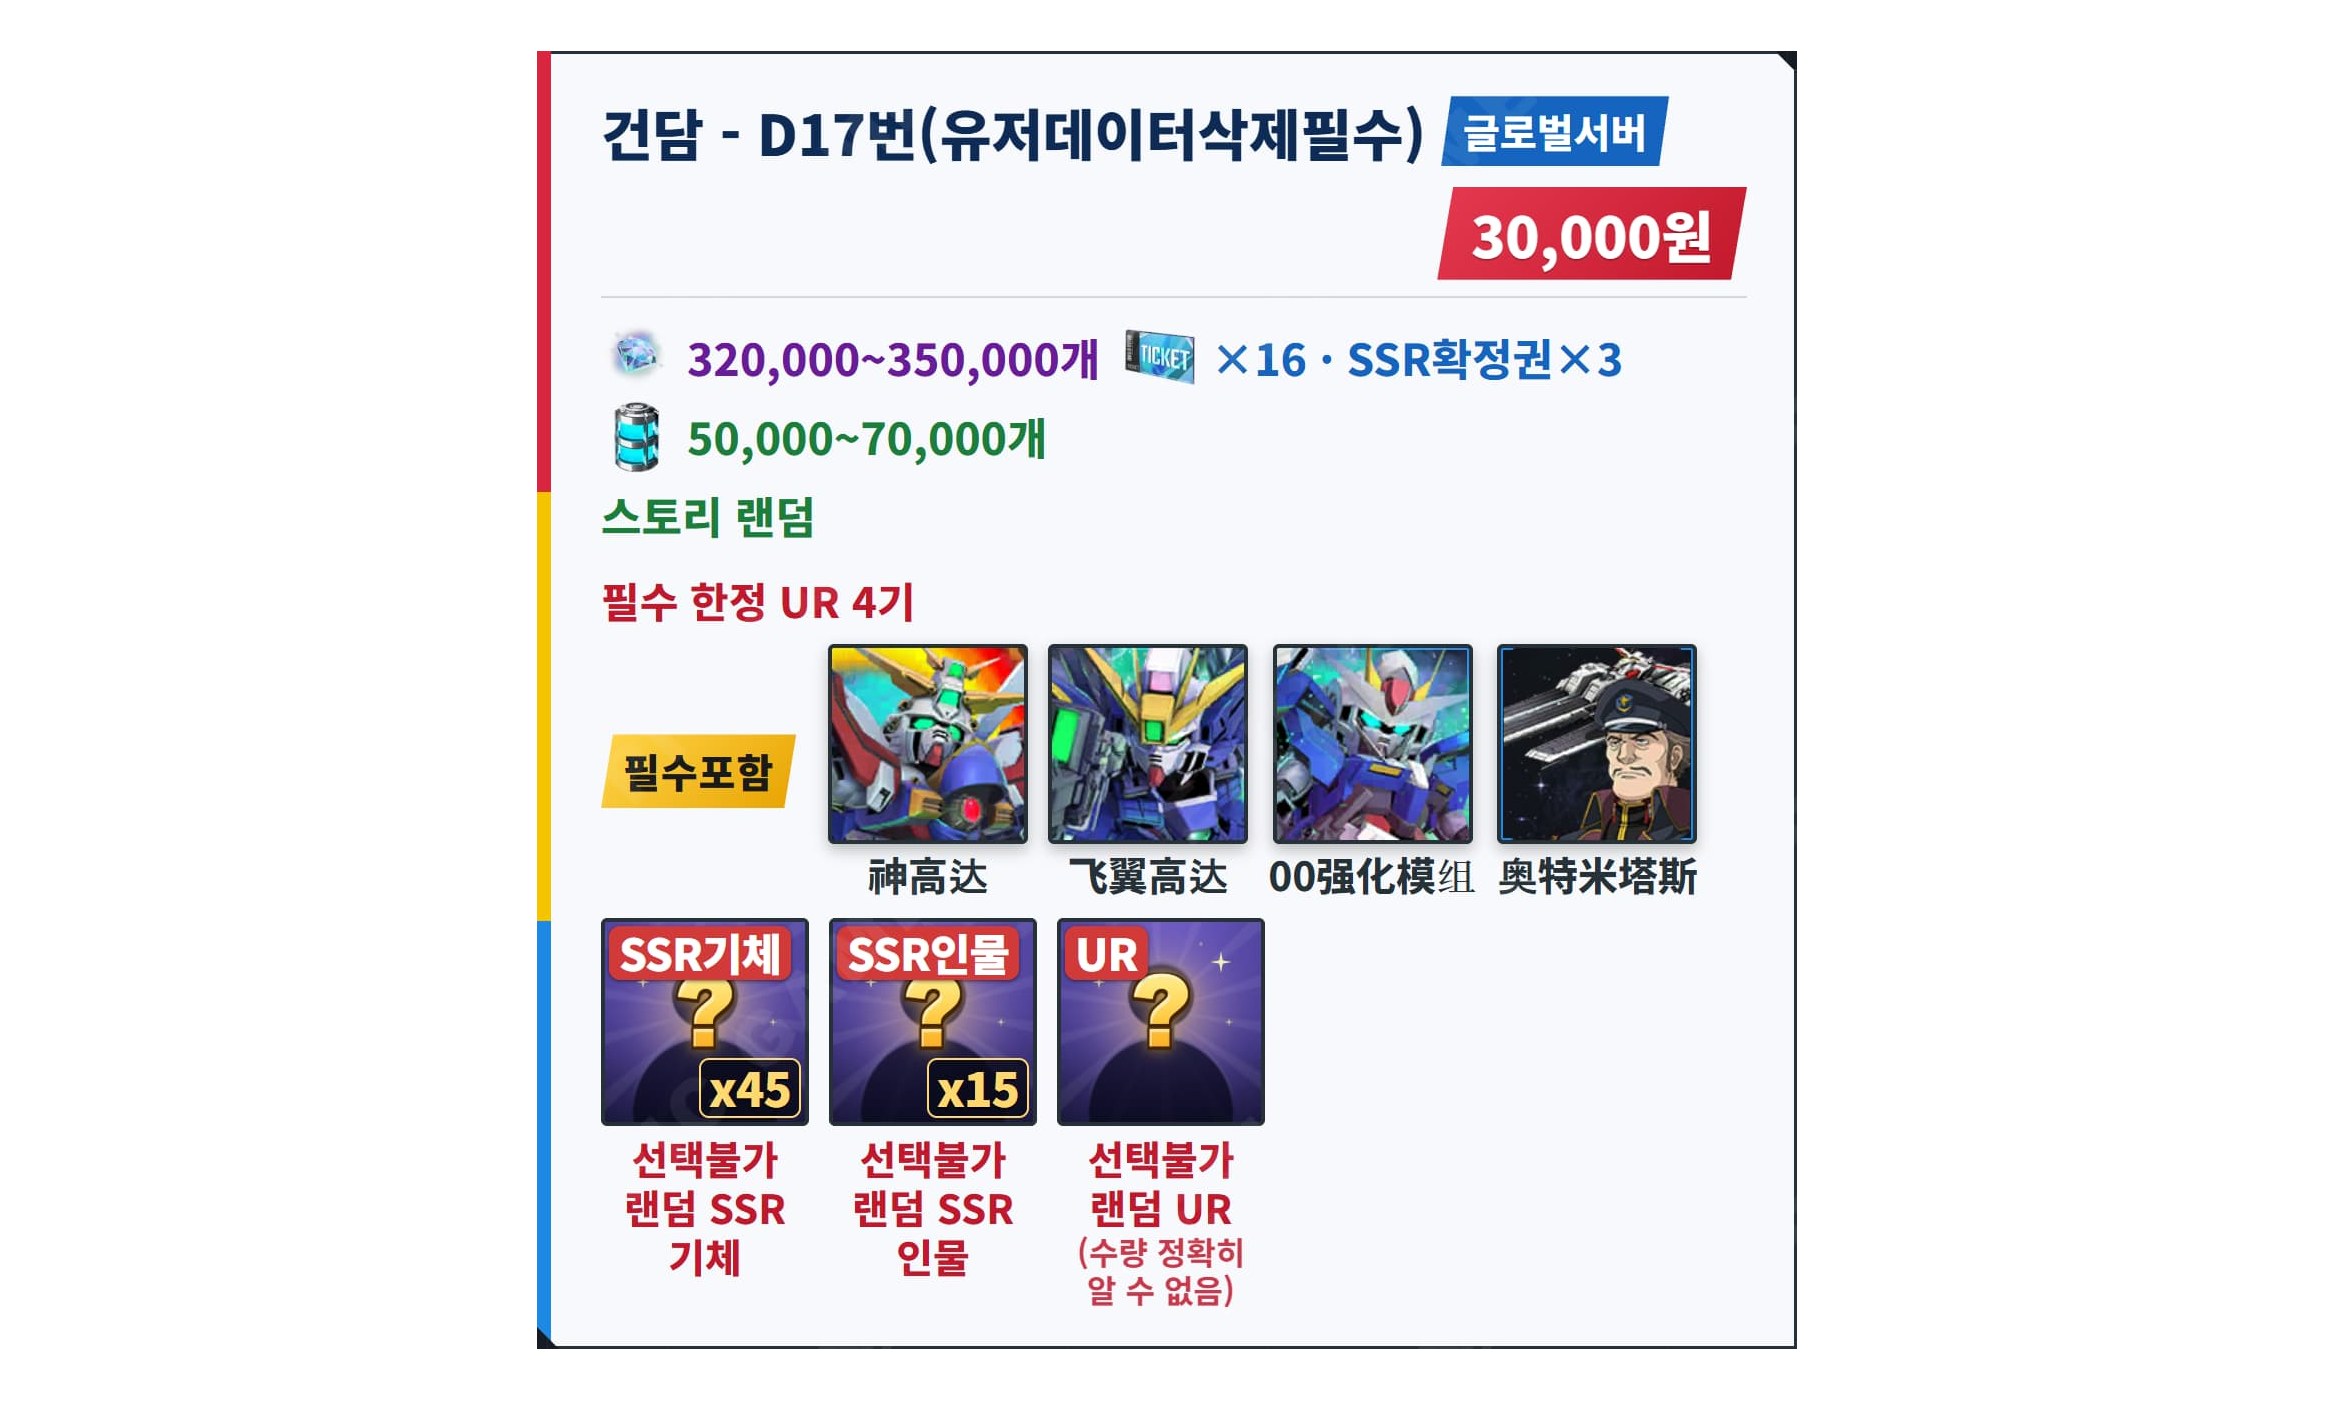 건담 - D17번(유저데이터삭제필수) 글로벌서버
30,000원
320,000~350,000개 TICKET ×16 · SSR확정권×3
50,000~70,000개
스토리 랜덤
필수 한정 UR 4기
필수포함
神高达 飞翼高达 00强化模组 奥特米塔斯
SSR기체 SSR인물 UR
x45 x15
선택불가 선택불가 선택불가
랜덤 SSR 랜덤 SSR 랜덤 UR
기체 인물 (수량 정확히
알 수 없음)